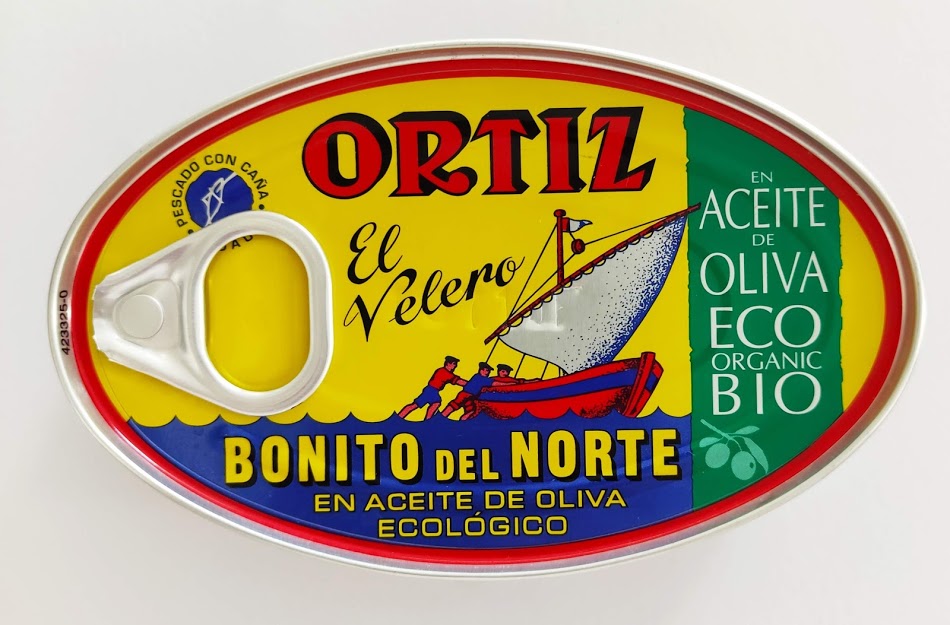 ORTIZ
PESCADO CON CAÑA
El
Velero
423325-0
EN
ACEITE
DE
OLIVA
ECO
ORGANIC
BIO
BONITO DEL NORTE
EN ACEITE DE OLIVA
ECOLÓGICO